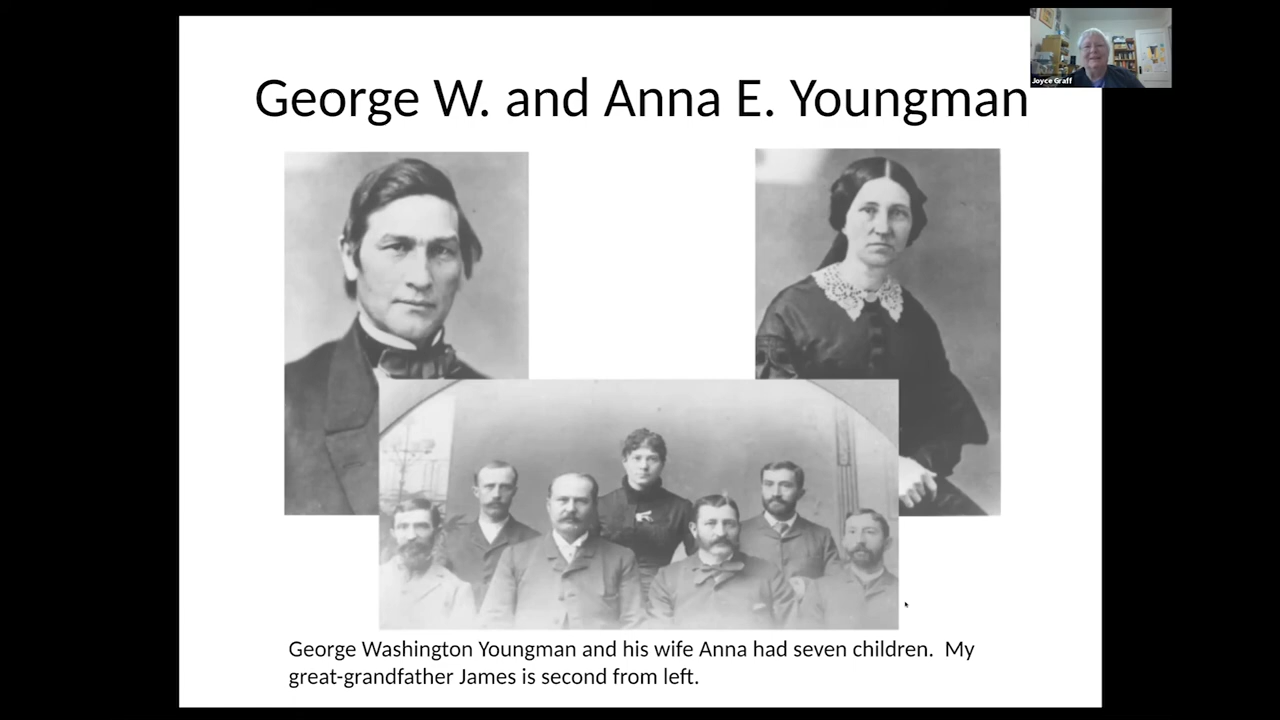 Joyce Graff
George W. and Anna E. Youngman
George Washington Youngman and his wife Anna had seven children.  My
great-grandfather James is second from left.